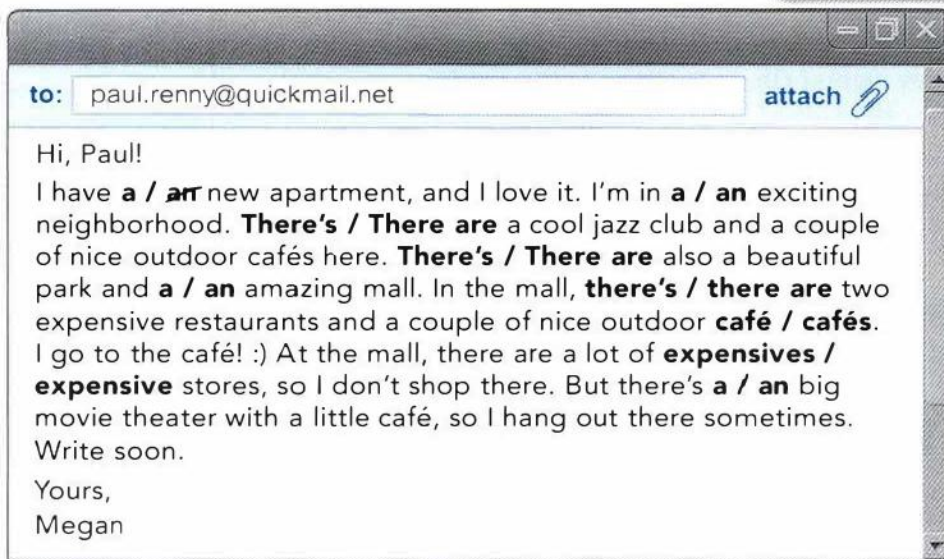 to: paul.renny@quickmail.net attach
Hi, Paul!
I have a / an new apartment, and I love it. I'm in a / an exciting
neighborhood. There's / There are a cool jazz club and a couple
of nice outdoor cafés here. There's / There are also a beautiful
park and a / an amazing mall. In the mall, there's / there are two
expensive restaurants and a couple of nice outdoor café / cafés.
I go to the café! :) At the mall, there are a lot of expensives /
expensive stores, so I don't shop there. But there's a / an big
movie theater with a little café, so I hang out there sometimes.
Write soon.
Yours,
Megan